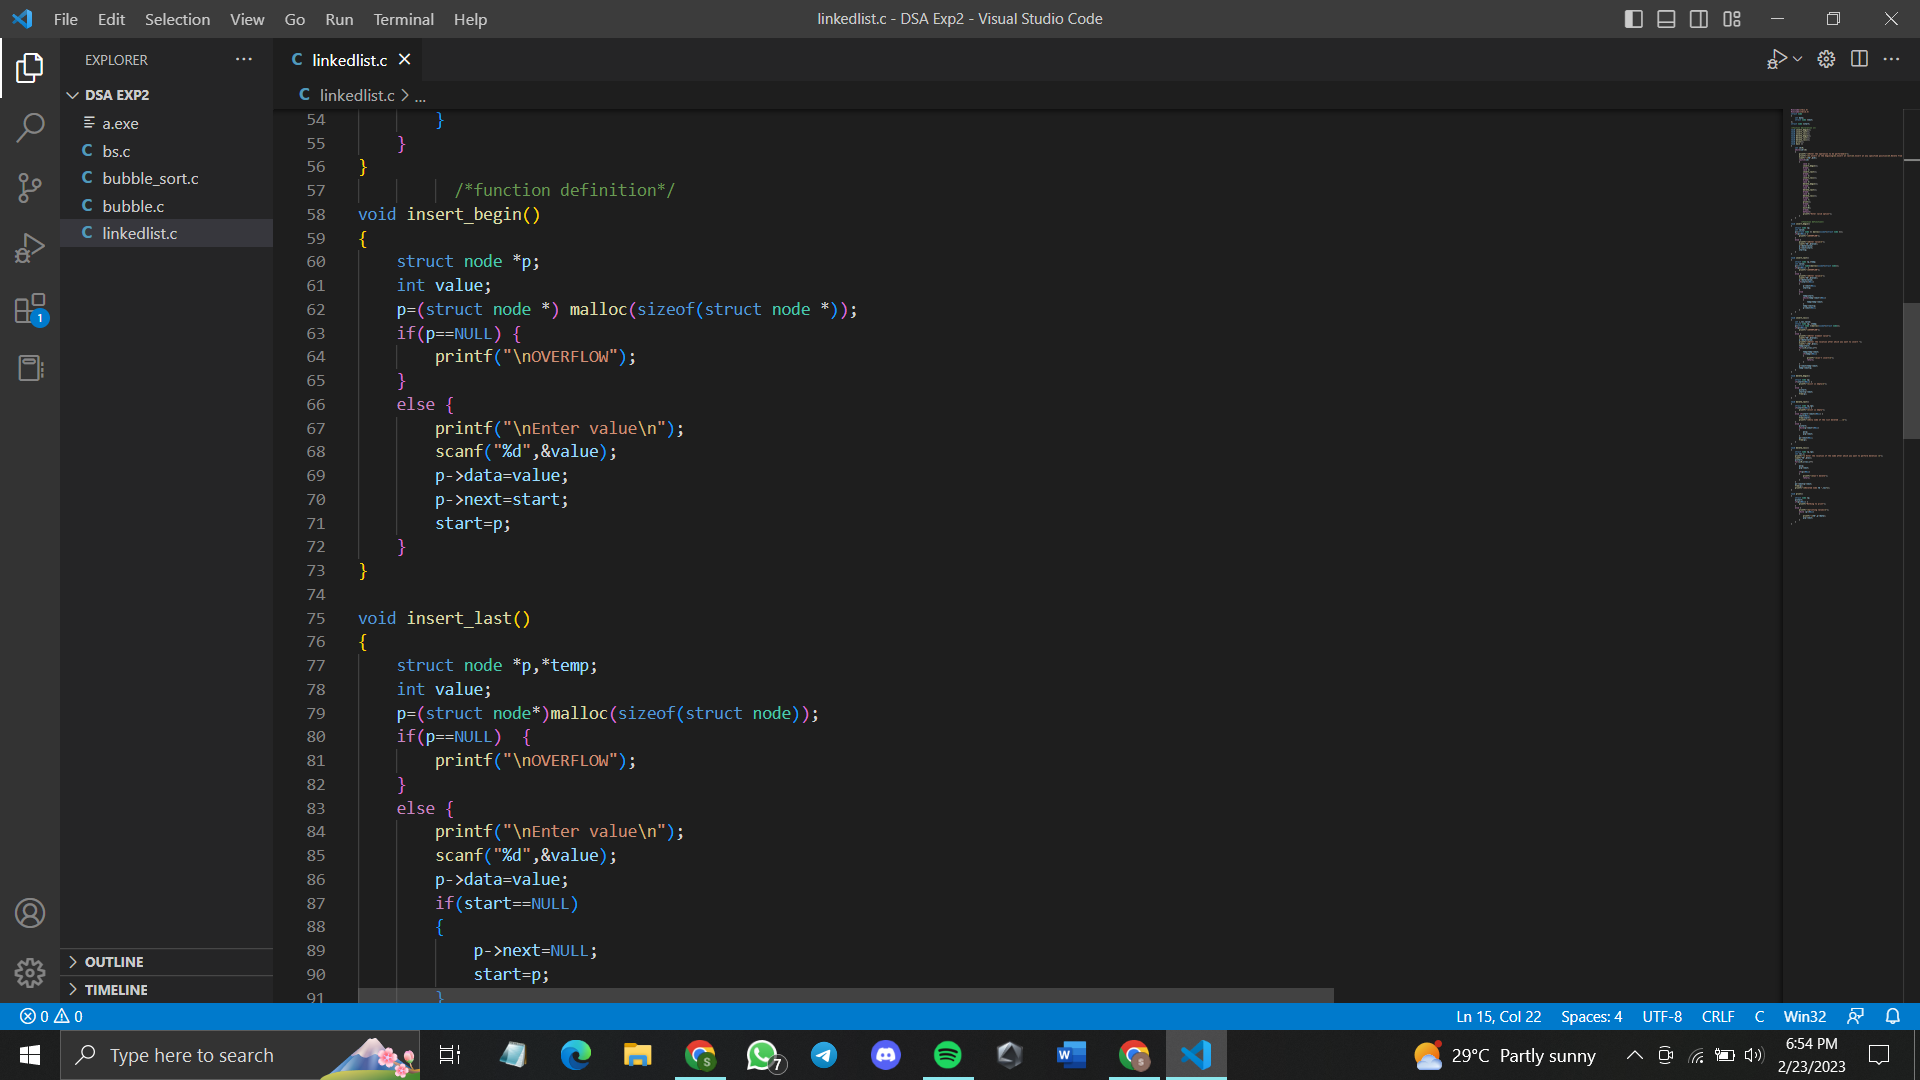 File Edit Selection View Go Run Terminal Help
linkedlist.c - DSA Exp2 - Visual Studio Code
EXPLORER
DSA EXP2
a.exe
C bs.c
C bubble_sort.c
C bubble.c
C linkedlist.c
OUTLINE
TIMELINE
1
C linkedlist.c
C linkedlist.c > ...
54 }
55 }
56 }
57 /*function definition*/
58 void insert_begin()
59 {
60 struct node *p;
61 int value;
62 p=(struct node *) malloc(sizeof(struct node *));
63 if(p==NULL) {
64 printf("\nOVERFLOW");
65 }
66 else {
67 printf("\nEnter value\n");
68 scanf("%d",&value);
69 p->data=value;
70 p->next=start;
71 start=p;
72 }
73 }
74
75 void insert_last()
76 {
77 struct node *p,*temp;
78 int value;
79 p=(struct node*)malloc(sizeof(struct node));
80 if(p==NULL)  {
81 printf("\nOVERFLOW");
82 }
83 else {
84 printf("\nEnter value\n");
85 scanf("%d",&value);
86 p->data=value;
87 if(start==NULL)
88 {
89 p->next=NULL;
90 start=p;
91 }
0 0 Ln 15, Col 22 Spaces: 4 UTF-8 CRLF C Win32
Type here to search
S
7
W
S
29°C Partly sunny
6:54 PM
2/23/2023